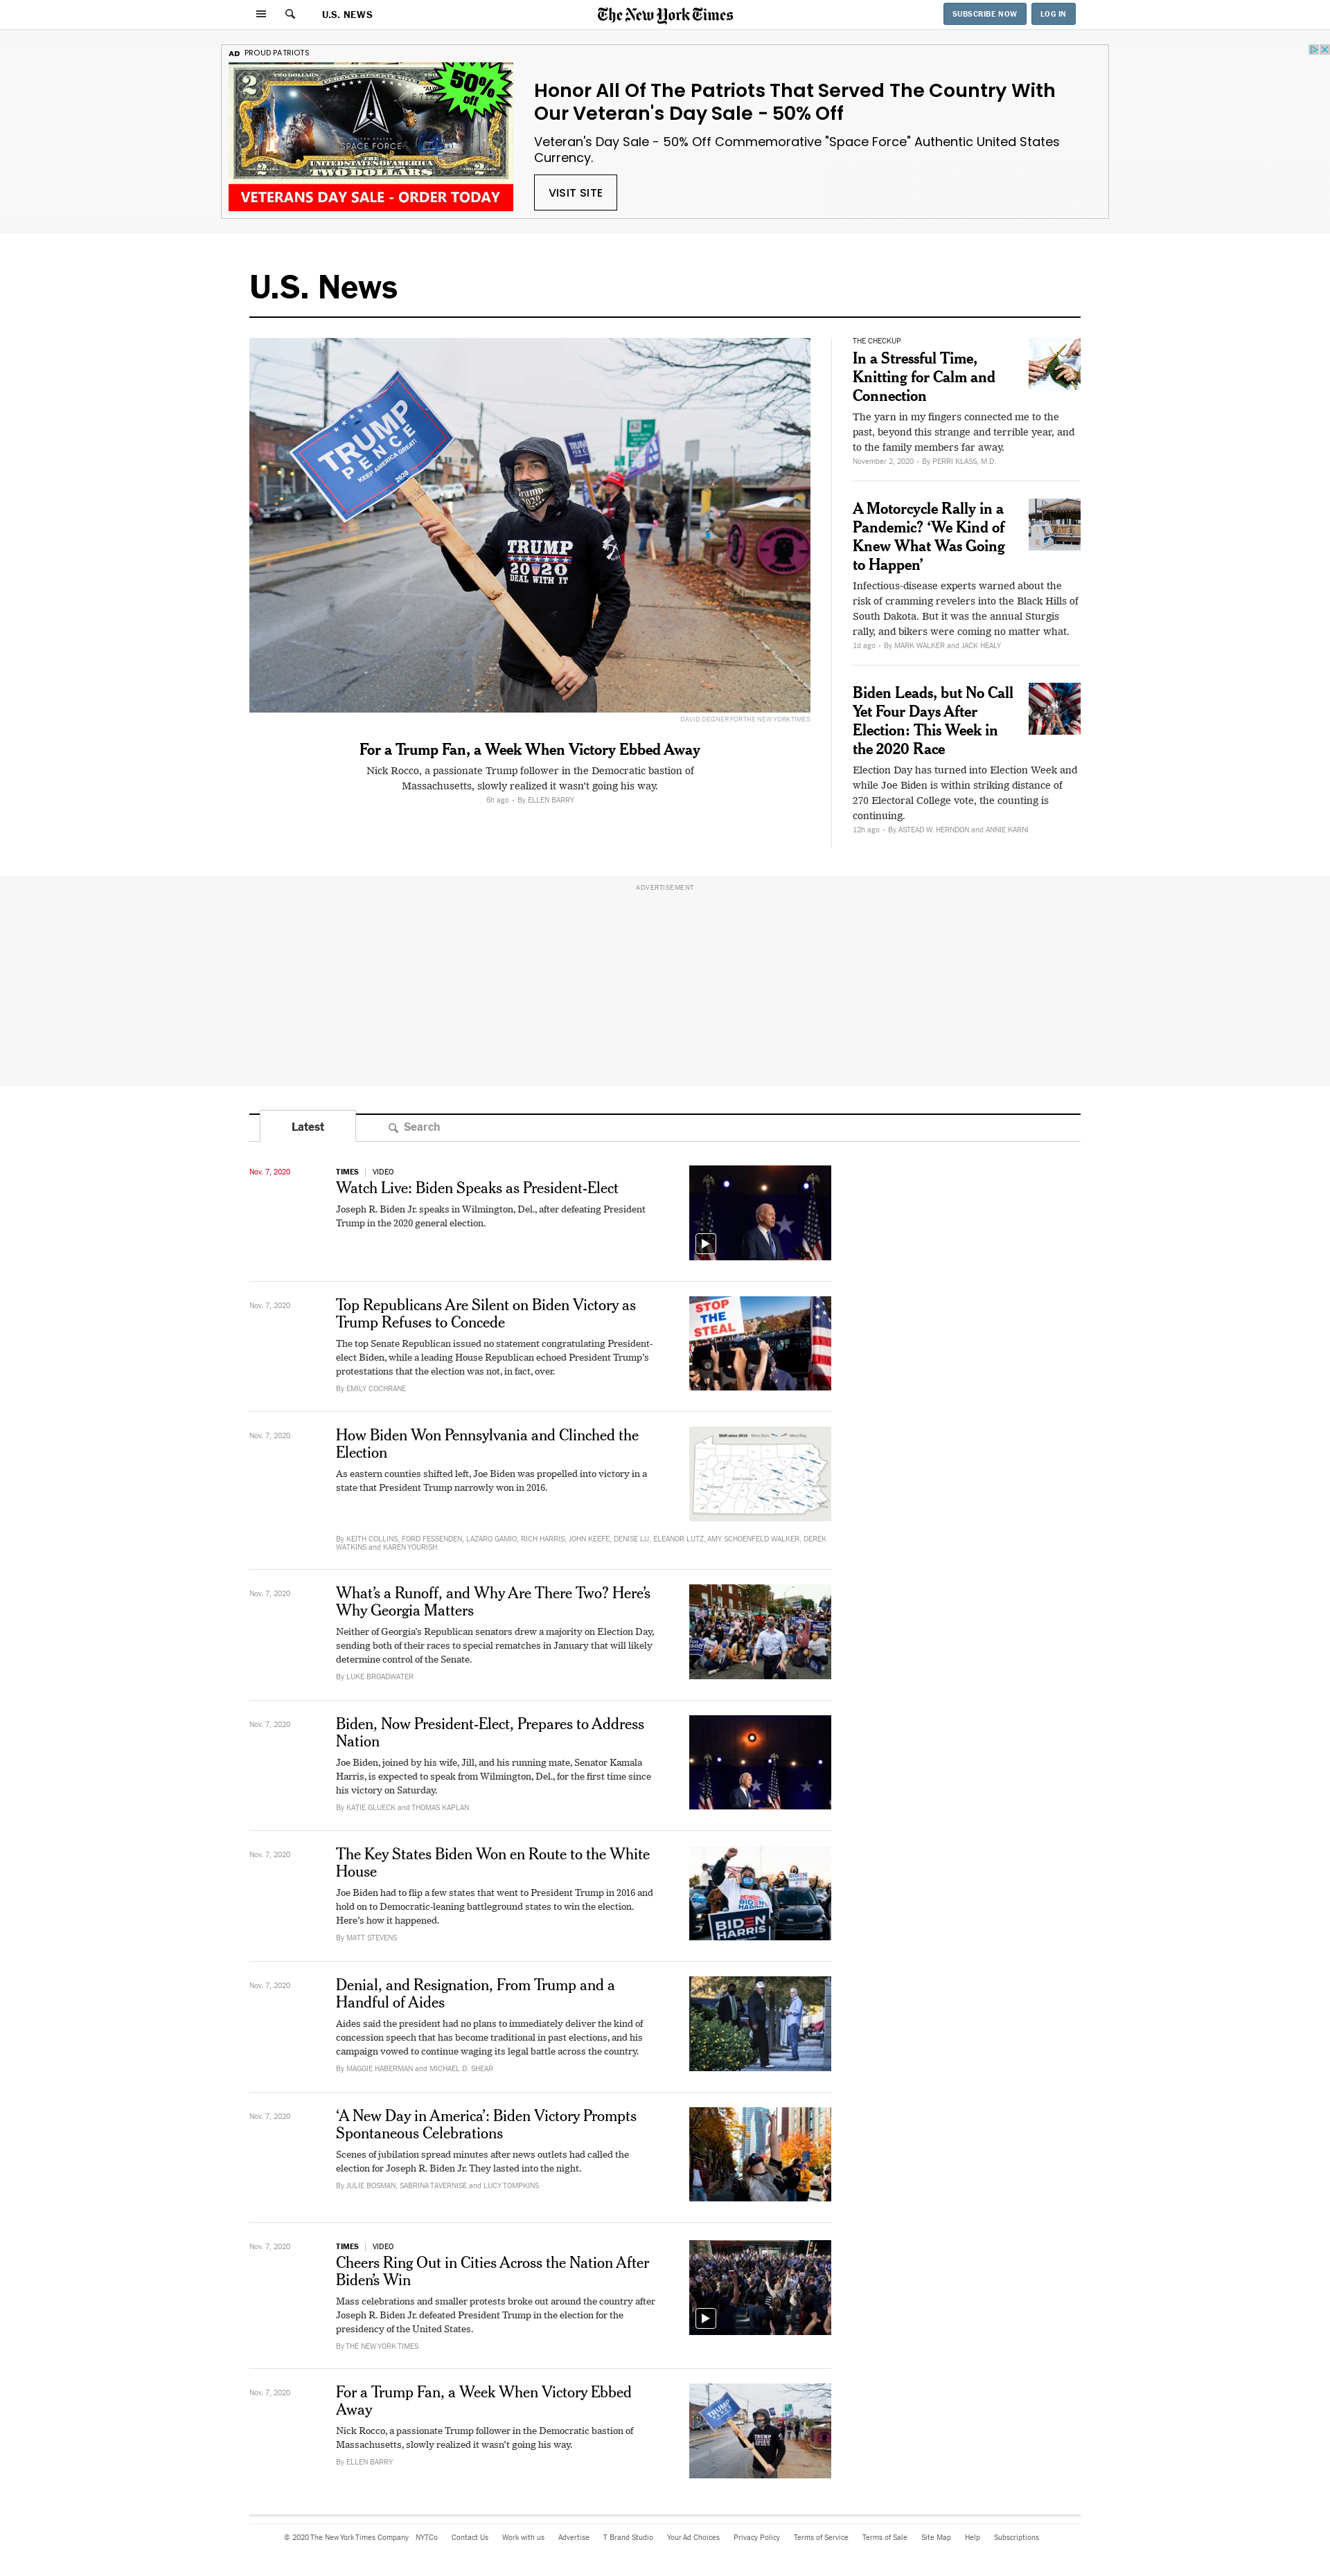 U.S. NEWS
The New York Times
SUBSCRIBE NOW
LOG IN
AD PROUD PATRIOTS
TWO DOLLARS
50%
off
2
SPACE FORCE
THE
UNITED STATES OF AMERICA
TWO DOLLARS
2
2
VETERANS DAY SALE - ORDER TODAY
Honor All Of The Patriots That Served The Country With
Our Veteran's Day Sale - 50% Off
Veteran's Day Sale - 50% Off Commemorative "Space Force" Authentic United States
Currency.
VISIT SITE
U.S. News
TRUMP
PENCE
KEEP AMERICA GREAT!
2020
TRUMP
Trump
2020
TRUMP
2020
DEAL WITH IT
DAVID DEGNER FOR THE NEW YORK TIMES
For a Trump Fan, a Week When Victory Ebbed Away
Nick Rocco, a passionate Trump follower in the Democratic bastion of
Massachusetts, slowly realized it wasn't going his way.
6h ago • By ELLEN BARRY
THE CHECKUP
In a Stressful Time,
Knitting for Calm and
Connection
The yarn in my fingers connected me to the
past, beyond this strange and terrible year, and
to the family members far away.
November 2, 2020 • By PERRI KLASS, M.D.
A Motorcycle Rally in a
Pandemic? ‘We Kind of
Knew What Was Going
to Happen’
Infectious-disease experts warned about the
risk of cramming revelers into the Black Hills of
South Dakota. But it was the annual Sturgis
rally, and bikers were coming no matter what.
1d ago • By MARK WALKER and JACK HEALY
Biden Leads, but No Call
Yet Four Days After
Election: This Week in
the 2020 Race
Election Day has turned into Election Week and
while Joe Biden is within striking distance of
270 Electoral College vote, the counting is
continuing.
12h ago • By ASTEAD W. HERNDON and ANNIE KARNI
ADVERTISEMENT
Latest
Search
Nov. 7, 2020
TIMES | VIDEO
Watch Live: Biden Speaks as President-Elect
Joseph R. Biden Jr. speaks in Wilmington, Del., after defeating President
Trump in the 2020 general election.
Nov. 7, 2020
Top Republicans Are Silent on Biden Victory as
Trump Refuses to Concede
The top Senate Republican issued no statement congratulating President-
elect Biden, while a leading House Republican echoed President Trump’s
protestations that the election was not, in fact, over.
By EMILY COCHRANE
STOP
THE
STEAL
Nov. 7, 2020
How Biden Won Pennsylvania and Clinched the
Election
As eastern counties shifted left, Joe Biden was propelled into victory in a
state that President Trump narrowly won in 2016.
By KEITH COLLINS, FORD FESSENDEN, LAZARO GAMIO, RICH HARRIS, JOHN KEEFE, DENISE LU, ELEANOR LUTZ, AMY SCHOENFELD WALKER, DEREK
WATKINS and KAREN YOURISH
Shift since 2016 More Dem. More Rep.
Nov. 7, 2020
What’s a Runoff, and Why Are There Two? Here’s
Why Georgia Matters
Neither of Georgia’s Republican senators drew a majority on Election Day,
sending both of their races to special rematches in January that will likely
determine control of the Senate.
By LUKE BROADWATER
Nov. 7, 2020
Biden, Now President-Elect, Prepares to Address
Nation
Joe Biden, joined by his wife, Jill, and his running mate, Senator Kamala
Harris, is expected to speak from Wilmington, Del., for the first time since
his victory on Saturday.
By KATIE GLUECK and THOMAS KAPLAN
Nov. 7, 2020
The Key States Biden Won en Route to the White
House
Joe Biden had to flip a few states that went to President Trump in 2016 and
hold on to Democratic-leaning battleground states to win the election.
Here’s how it happened.
By MATT STEVENS
BIDEN
HARRIS
Nov. 7, 2020
Denial, and Resignation, From Trump and a
Handful of Aides
Aides said the president had no plans to immediately deliver the kind of
concession speech that has become traditional in past elections, and his
campaign vowed to continue waging its legal battle across the country.
By MAGGIE HABERMAN and MICHAEL D. SHEAR
Nov. 7, 2020
‘A New Day in America’: Biden Victory Prompts
Spontaneous Celebrations
Scenes of jubilation spread minutes after news outlets had called the
election for Joseph R. Biden Jr. They lasted into the night.
By JULIE BOSMAN, SABRINA TAVERNISE and LUCY TOMPKINS
Nov. 7, 2020
TIMES | VIDEO
Cheers Ring Out in Cities Across the Nation After
Biden’s Win
Mass celebrations and smaller protests broke out around the country after
Joseph R. Biden Jr. defeated President Trump in the election for the
presidency of the United States.
By THE NEW YORK TIMES
Nov. 7, 2020
For a Trump Fan, a Week When Victory Ebbed
Away
Nick Rocco, a passionate Trump follower in the Democratic bastion of
Massachusetts, slowly realized it wasn’t going his way.
By ELLEN BARRY
© 2020 The New York Times Company NYTCo Contact Us Work with us Advertise T Brand Studio Your Ad Choices Privacy Policy Terms of Service Terms of Sale Site Map Help Subscriptions